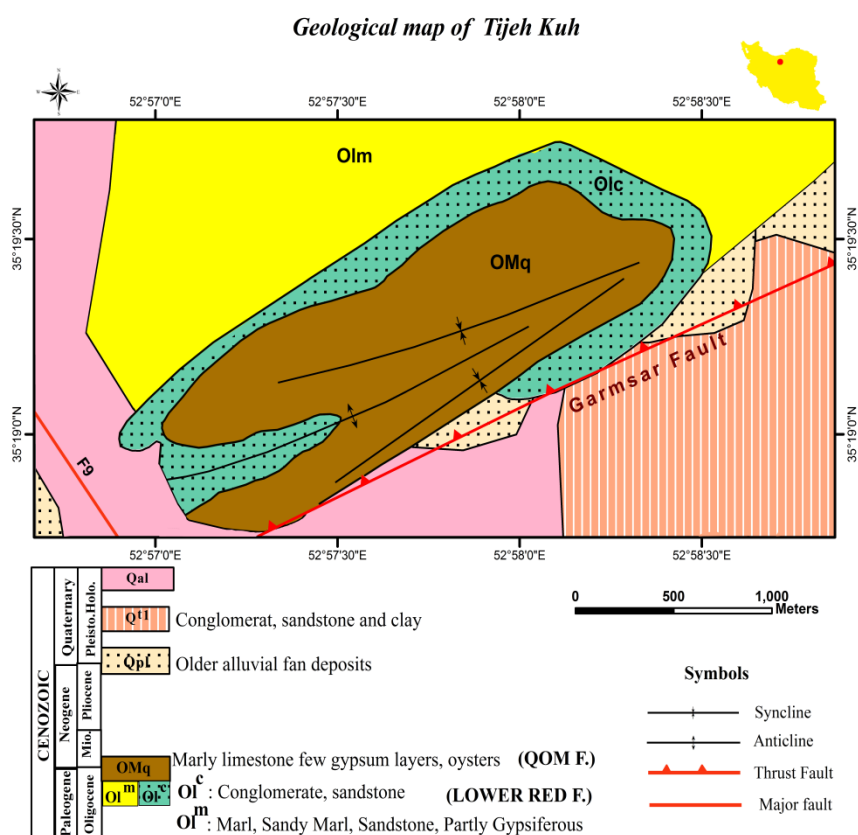 Geological map of Tijeh Kuh
N
W E
S
52°57'0"E 52°57'30"E 52°58'0"E 52°58'30"E
Olm
Olc
OMq
35°19'30"N 35°19'30"N
Garmsar Fault
35°19'0"N 35°19'0"N
F9
52°57'0"E 52°57'30"E 52°58'0"E 52°58'30"E
CENOZOIC
Quaternary
Neogene
Paleogene
Pleisto.Holo.
Pliocene
Mio.
Oligocene
Qal
Qt1 Conglomerat, sandstone and clay
Qpl Older alluvial fan deposits
OMq Marly limestone few gypsum layers, oysters (QOM F.)
Ol^m Ol^c Ol^c : Conglomerate, sandstone (LOWER RED F.)
Ol^m : Marl, Sandy Marl, Sandstone, Partly Gypsiferous
0 500 1,000
Meters
Symbols
Syncline
Anticline
Thrust Fault
Major fault